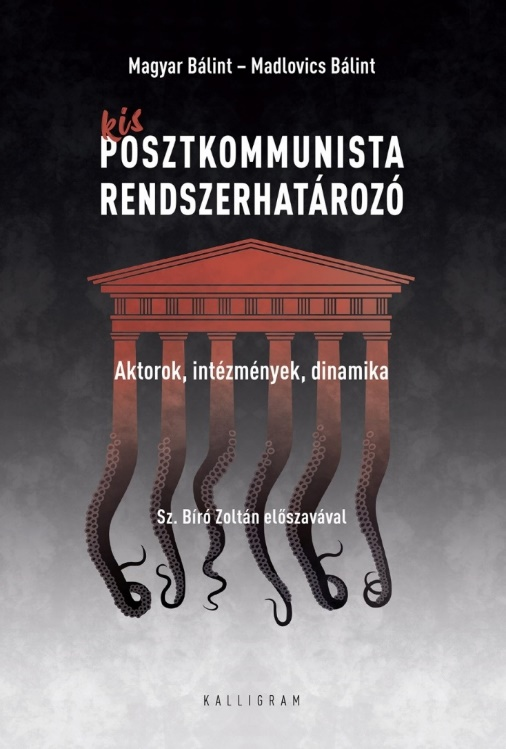 Magyar Bálint – Madlovics Bálint
kis
POSZTKOMMUNISTA
RENDSZERHATÁROZÓ
Aktorok, intézmények, dinamika
Sz. Bíró Zoltán előszavával
KALLIGRAM